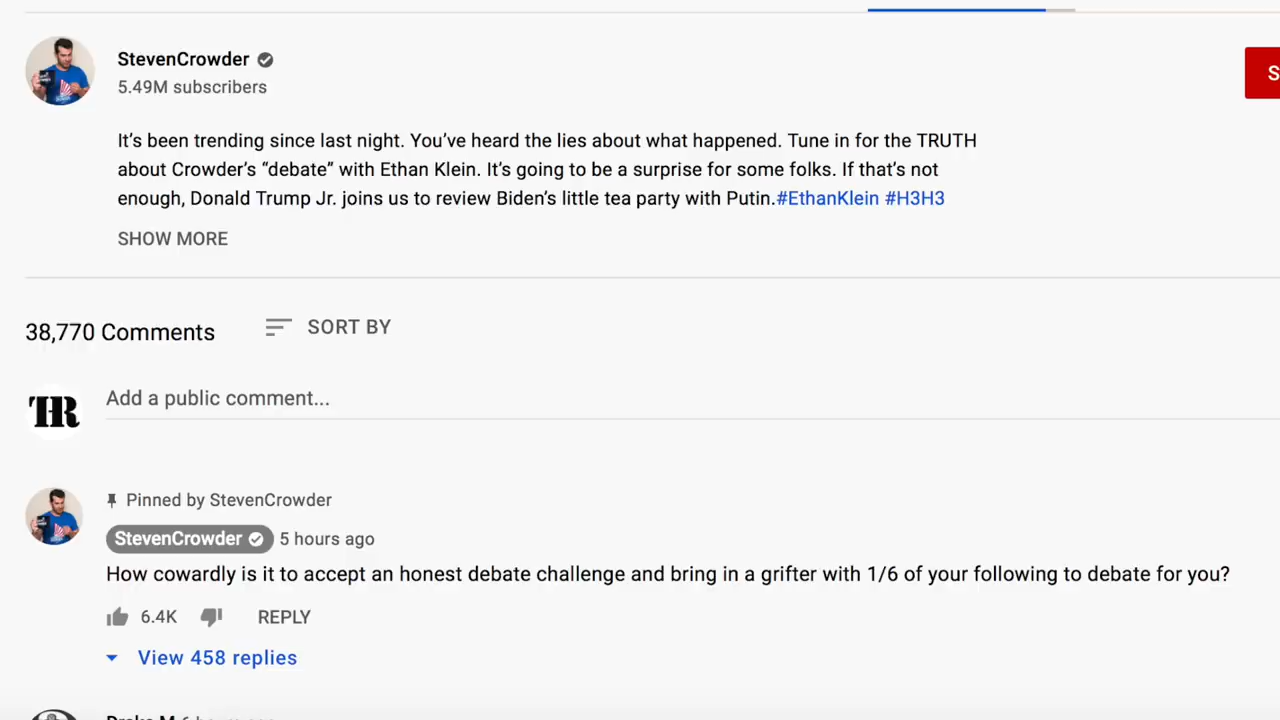 StevenCrowder
5.49M subscribers
S
It’s been trending since last night. You’ve heard the lies about what happened. Tune in for the TRUTH
about Crowder’s “debate” with Ethan Klein. It’s going to be a surprise for some folks. If that’s not
enough, Donald Trump Jr. joins us to review Biden’s little tea party with Putin.#EthanKlein #H3H3
SHOW MORE
38,770 Comments
SORT BY
THR
Add a public comment...
Pinned by StevenCrowder
StevenCrowder 5 hours ago
How cowardly is it to accept an honest debate challenge and bring in a grifter with 1/6 of your following to debate for you?
6.4K REPLY
View 458 replies